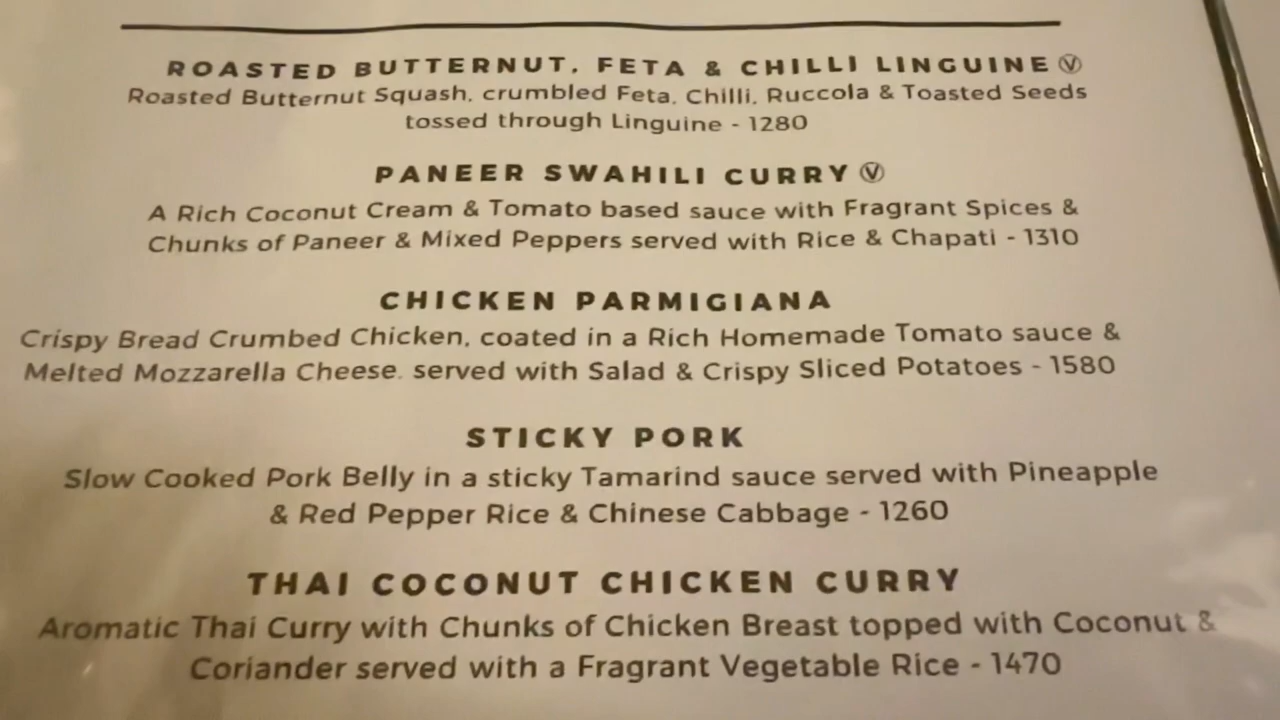 ROASTED BUTTERNUT, FETA & CHILLI LINGUINE Ⓥ
Roasted Butternut Squash, crumbled Feta, Chilli, Ruccola & Toasted Seeds
tossed through Linguine - 1280
PANEER SWAHILI CURRY Ⓥ
A Rich Coconut Cream & Tomato based sauce with Fragrant Spices &
Chunks of Paneer & Mixed Peppers served with Rice & Chapati - 1310
CHICKEN PARMIGIANA
Crispy Bread Crumbed Chicken, coated in a Rich Homemade Tomato sauce &
Melted Mozzarella Cheese. served with Salad & Crispy Sliced Potatoes - 1580
STICKY PORK
Slow Cooked Pork Belly in a sticky Tamarind sauce served with Pineapple
& Red Pepper Rice & Chinese Cabbage - 1260
THAI COCONUT CHICKEN CURRY
Aromatic Thai Curry with Chunks of Chicken Breast topped with Coconut &
Coriander served with a Fragrant Vegetable Rice - 1470